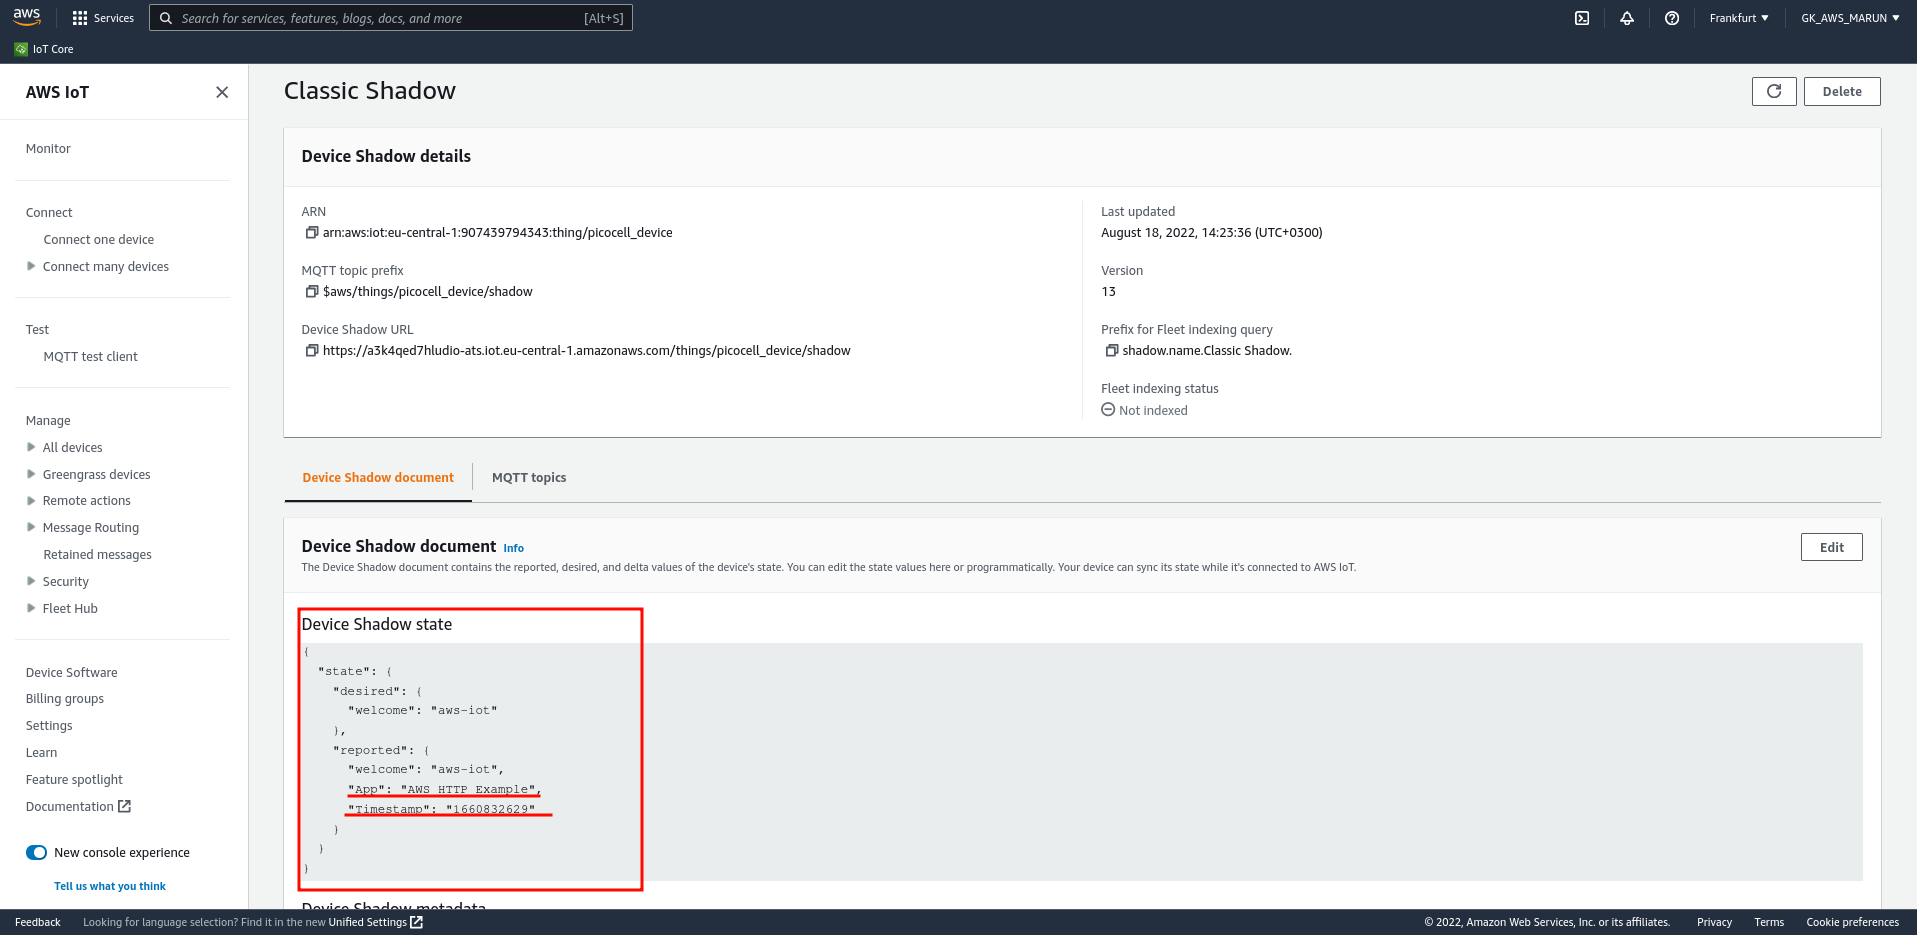 aws
Services
Search for services, features, blogs, docs, and more
[Alt+S]
Frankfurt
GK_AWS_MARUN
IoT Core
AWS IoT
Monitor
Connect
Connect one device
Connect many devices
Test
MQTT test client
Manage
All devices
Greengrass devices
Remote actions
Message Routing
Retained messages
Security
Fleet Hub
Device Software
Billing groups
Settings
Learn
Feature spotlight
Documentation
New console experience
Tell us what you think
Classic Shadow
Delete
Device Shadow details
ARN
arn:aws:iot:eu-central-1:907439794343:thing/picocell_device
MQTT topic prefix
$aws/things/picocell_device/shadow
Device Shadow URL
https://a3k4qed7hludio-ats.iot.eu-central-1.amazonaws.com/things/picocell_device/shadow
Last updated
August 18, 2022, 14:23:36 (UTC+0300)
Version
13
Prefix for Fleet indexing query
shadow.name.Classic Shadow.
Fleet indexing status
Not indexed
Device Shadow document
MQTT topics
Device Shadow document Info
Edit
The Device Shadow document contains the reported, desired, and delta values of the device's state. You can edit the state values here or programmatically. Your device can sync its state while it's connected to AWS IoT.
Device Shadow state
{
"state": {
"desired": {
"welcome": "aws-iot"
},
"reported": {
"welcome": "aws-iot",
"App": "AWS HTTP Example",
"Timestamp": "1660832629"
}
}
}
Device Shadow metadata
Feedback
Looking for language selection? Find it in the new Unified Settings
© 2022, Amazon Web Services, Inc. or its affiliates.
Privacy
Terms
Cookie preferences